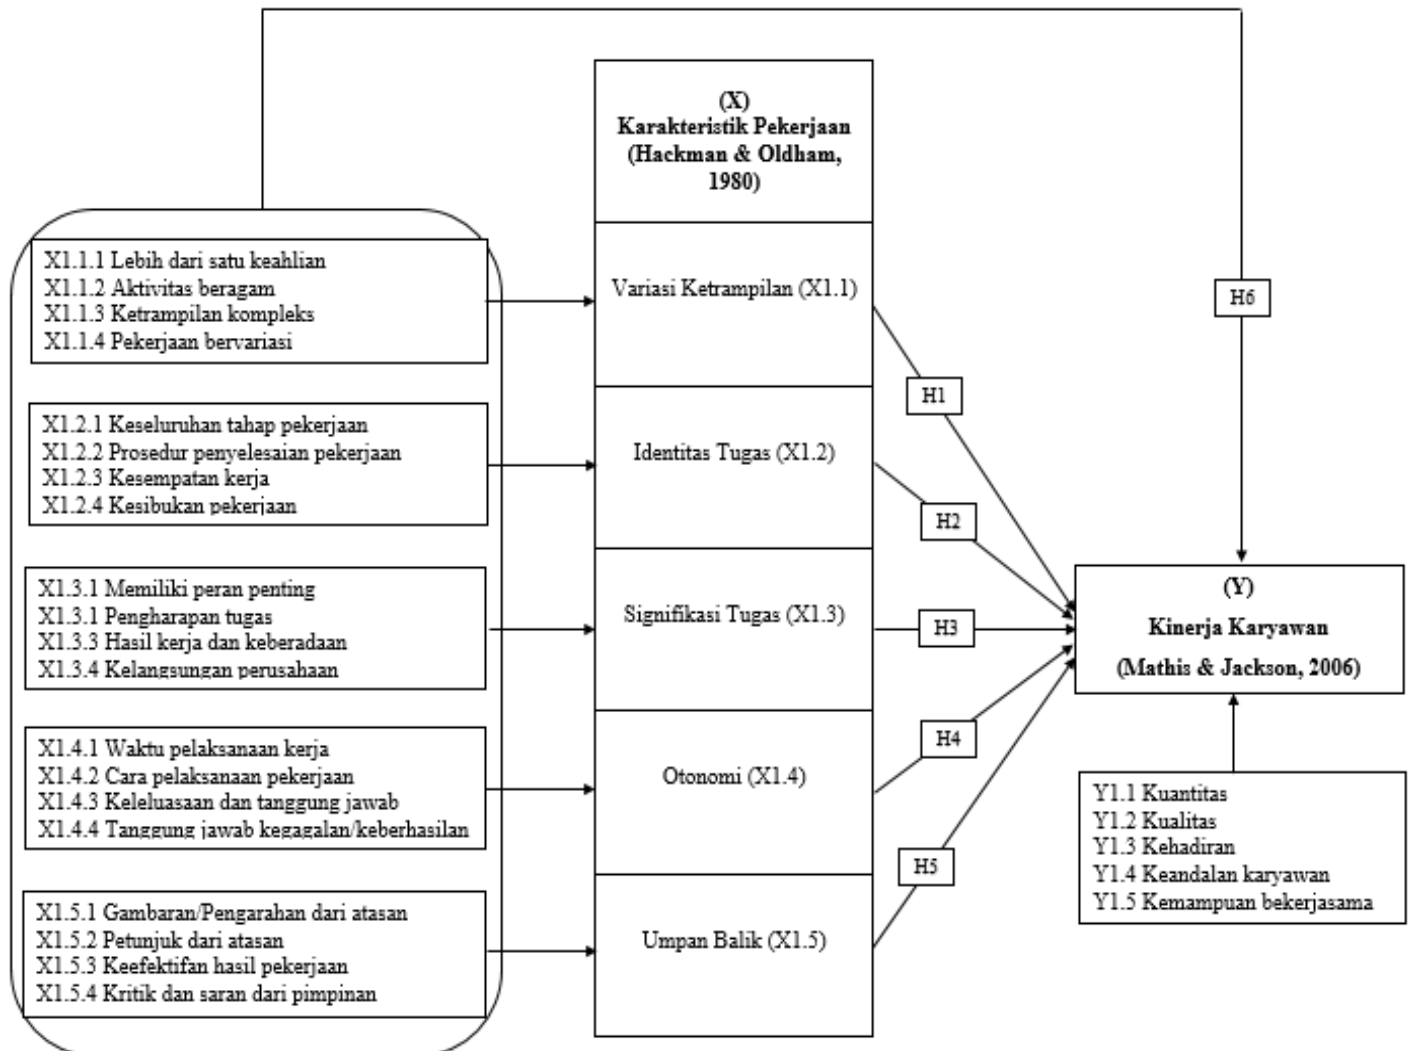 (X)
Karakteristik Pekerjaan
(Hackman & Oldham,
1980)
X1.1.1 Lebih dari satu keahlian
X1.1.2 Aktivitas beragam
X1.1.3 Ketrampilan kompleks
X1.1.4 Pekerjaan bervariasi
Variasi Ketrampilan (X1.1)
H1
H6
X1.2.1 Keseluruhan tahap pekerjaan
X1.2.2 Prosedur penyelesaian pekerjaan
X1.2.3 Kesempatan kerja
X1.2.4 Kesibukan pekerjaan
Identitas Tugas (X1.2)
H2
X1.3.1 Memiliki peran penting
X1.3.1 Pengharapan tugas
X1.3.3 Hasil kerja dan keberadaan
X1.3.4 Kelangsungan perusahaan
Signifikasi Tugas (X1.3)
H3
(Y)
Kinerja Karyawan
(Mathis & Jackson, 2006)
X1.4.1 Waktu pelaksanaan kerja
X1.4.2 Cara pelaksanaan pekerjaan
X1.4.3 Keleluasaan dan tanggung jawab
X1.4.4 Tanggung jawab kegagalan/keberhasilan
Otonomi (X1.4)
H4
Y1.1 Kuantitas
Y1.2 Kualitas
Y1.3 Kehadiran
Y1.4 Keandalan karyawan
Y1.5 Kemampuan bekerjasama
X1.5.1 Gambaran/Pengarahan dari atasan
X1.5.2 Petunjuk dari atasan
X1.5.3 Keefektifan hasil pekerjaan
X1.5.4 Kritik dan saran dari pimpinan
Umpan Balik (X1.5)
H5